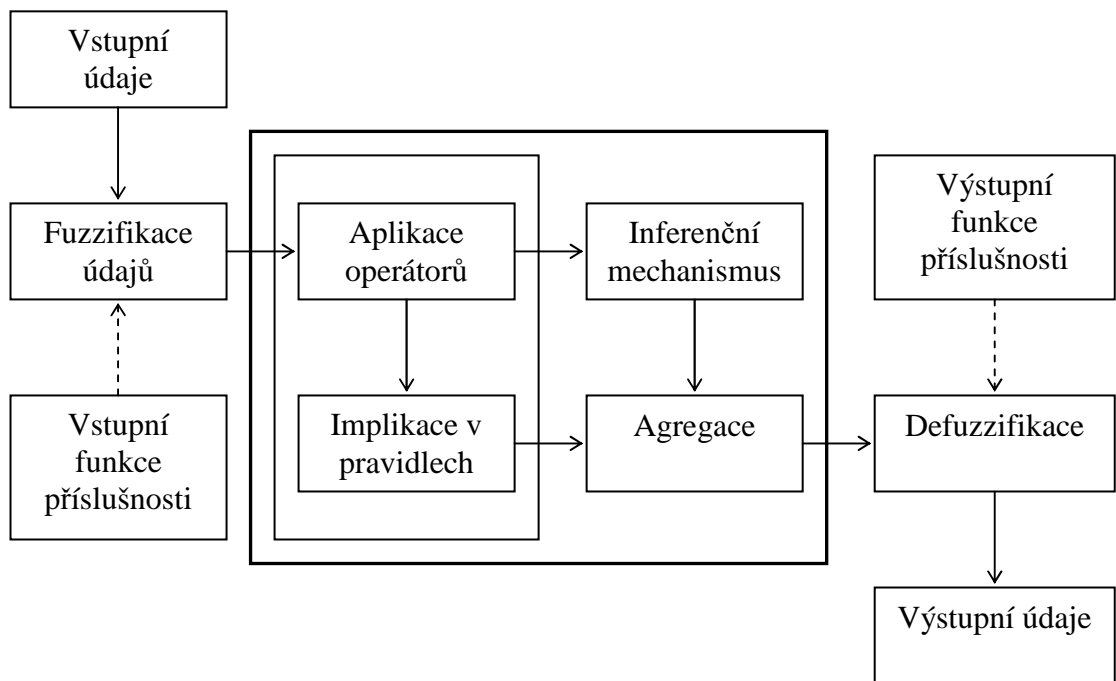 Vstupní
údaje
Fuzzifikace
údajů
Vstupní
funkce
příslušnosti
Aplikace
operátorů
Implikace v
pravidlech
Inferenční
mechanismus
Agregace
Výstupní
funkce
příslušnosti
Defuzzifikace
Výstupní údaje